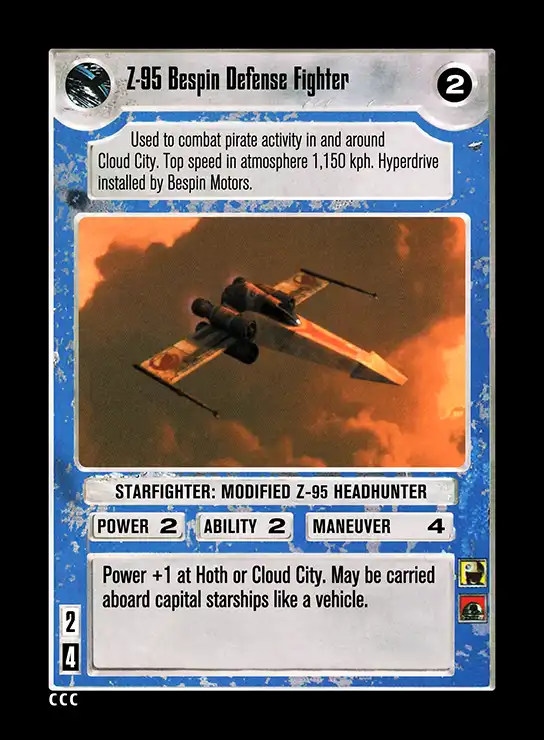 Z-95 Bespin Defense Fighter
2
Used to combat pirate activity in and around
Cloud City. Top speed in atmosphere 1,150 kph. Hyperdrive
installed by Bespin Motors.
STARFIGHTER: MODIFIED Z-95 HEADHUNTER
POWER 2 ABILITY 2 MANEUVER 4
Power +1 at Hoth or Cloud City. May be carried
aboard capital starships like a vehicle.
2
4
CCC